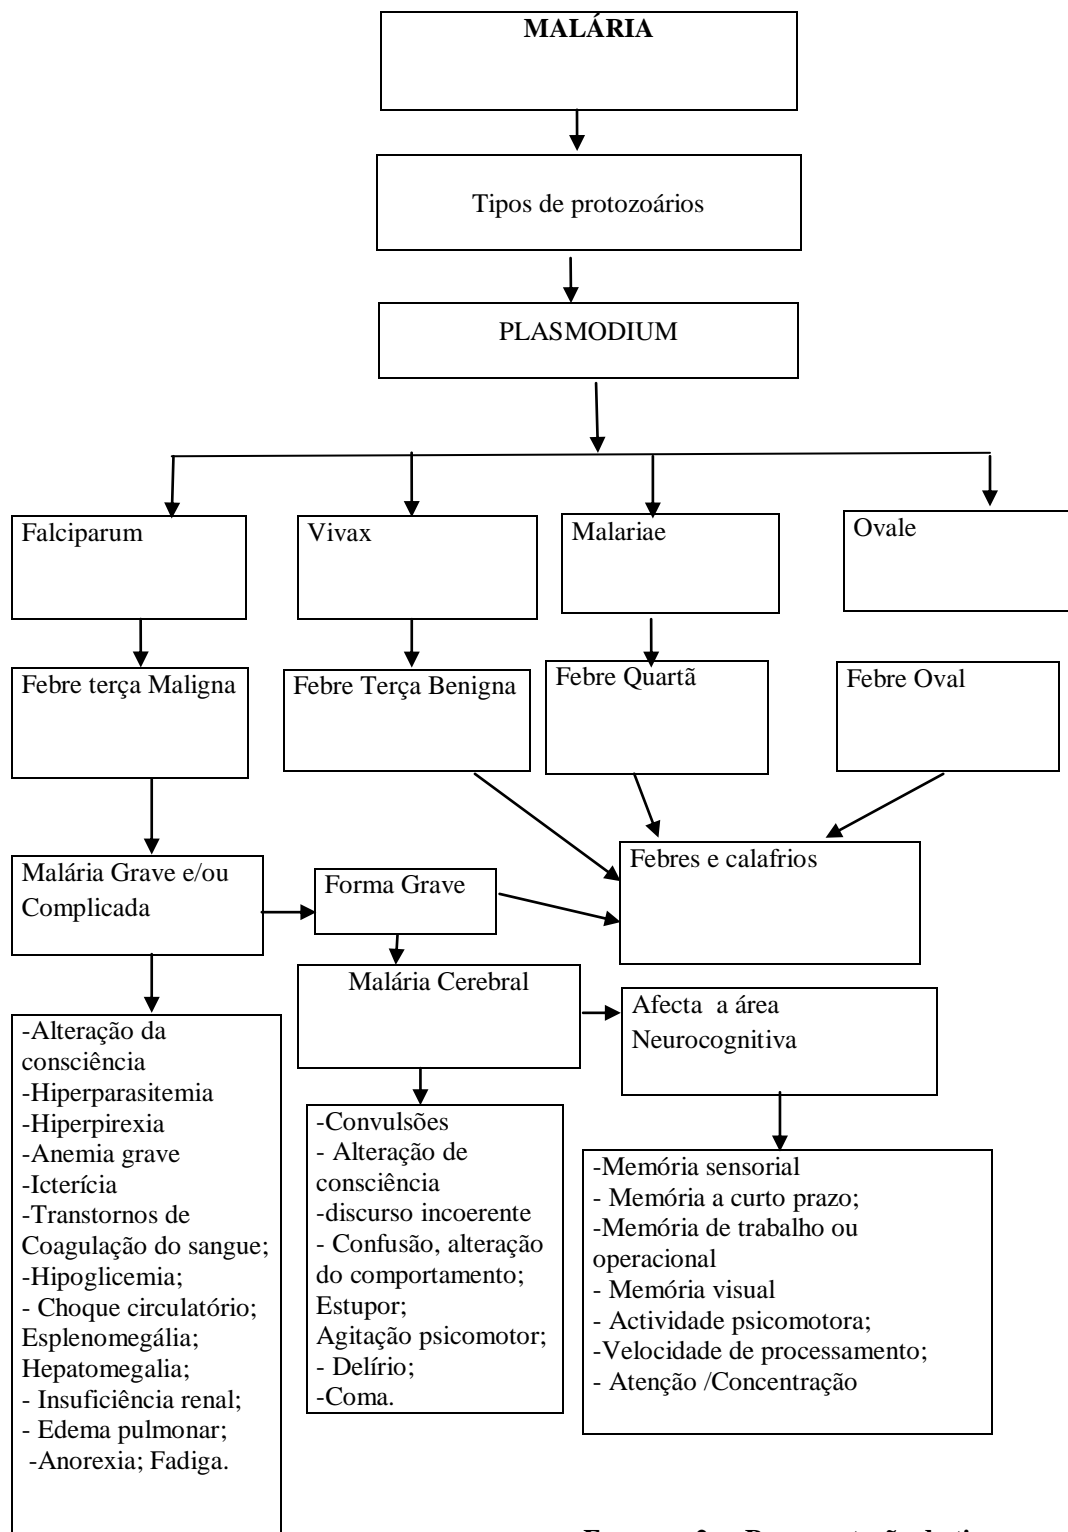 MALÁRIA
Tipos de protozoários
PLASMODIUM
Falciparum
Vivax
Malariae
Ovale
Febre terça Maligna
Febre Terça Benigna
Febre Quartã
Febre Oval
Malária Grave e/ou
Complicada
Forma Grave
Febres e calafrios
Malária Cerebral
Afecta a área
Neurocognitiva
-Alteração da
consciência
-Hiperparasitemia
-Hiperpirexia
-Anemia grave
-Icterícia
-Transtornos de
Coagulação do sangue;
-Hipoglicemia;
- Choque circulatório;
Esplenomegália;
Hepatomegalia;
- Insuficiência renal;
- Edema pulmonar;
-Anorexia; Fadiga.
-Convulsões
- Alteração de
consciência
-discurso incoerente
- Confusão, alteração
do comportamento;
Estupor;
Agitação psicomotor;
- Delírio;
-Coma.
-Memória sensorial
- Memória a curto prazo;
-Memória de trabalho ou
operacional
- Memória visual
- Actividade psicomotora;
-Velocidade de processamento;
- Atenção /Concentração